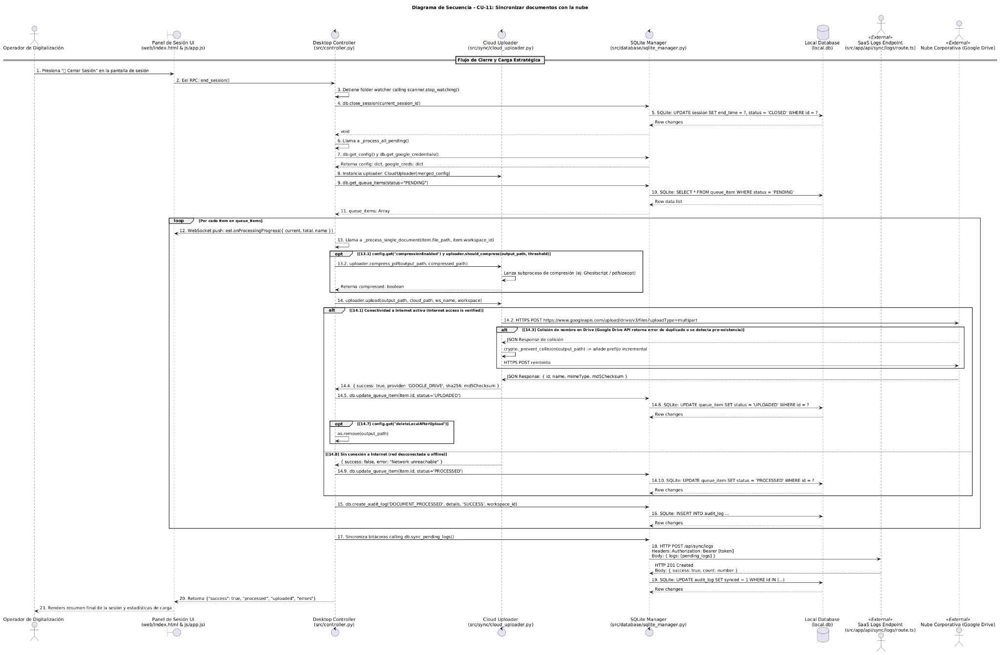 Diagrama de Secuencia - CU-11: Sincronizar documentos con la nube
Operador de Digitalización
Panel de Sesión UI
(web/index.html & js/app.js)
Desktop Controller
(src/controller.py)
Cloud Uploader
(src/sync/cloud_uploader.py)
SQLite Manager
(src/database/sqlite_manager.py)
Local Database
(local.db)
«External»
SaaS Logs Endpoint
(src/app/api/sync/logs/route.ts)
«External»
Nube Corporativa (Google Drive)
Flujo de Cierre y Carga Estratégica
1. Presiona "▯ Cerrar Sesión" en la pantalla de sesión
2. Eel RPC: end_session()
3. Detiene folder watcher calling scanner.stop_watching()
4. db.close_session(current_session_id)
5. SQLite: UPDATE session SET end_time = ?, status = 'CLOSED' WHERE id = ?
Row changes
void
6. Llama a _process_all_pending()
7. db.get_config() y db.get_google_credentials()
Retorna config: dict, google_creds: dict
8. Instancia uploader: CloudUploader(merged_config)
9. db.get_queue_items(status="PENDING")
10. SQLite: SELECT * FROM queue_item WHERE status = 'PENDING'
Row data list
11. queue_items: Array
loop [Por cada item en queue_items]
12. WebSocket push: eel.onProcessingProgress({ current, total, name })
13. Llama a _process_single_document(item.file_path, item.workspace_id)
opt [[13.1] config.get("compressionEnabled") y uploader.should_compress(output_path, threshold)]
13.2. uploader.compress_pdf(output_path, compressed_path)
Lanza subproceso de compresión (ej: Ghostscript / pdfsizeopt)
Retorna compressed: boolean
14. uploader.upload(output_path, cloud_path, ws_name, workspace)
alt [[14.1] Conectividad a Internet activa (Internet access is verified)]
14.2. HTTPS POST https://www.googleapis.com/upload/drive/v3/files?uploadType=multipart
alt [[14.3] Colisión de nombre en Drive (Google Drive API retorna error de duplicado o se detecta pre-existencia)]
JSON Response de colisión
crypto._prevent_collision(output_path) -> añade prefijo incremental
HTTPS POST reintento
JSON Response: { id, name, mimeType, md5Checksum }
14.4. { success: true, provider: 'GOOGLE_DRIVE', sha256: md5Checksum }
14.5. db.update_queue_item(item.id, status='UPLOADED')
14.6. SQLite: UPDATE queue_item SET status = 'UPLOADED' WHERE id = ?
Row changes
opt [[14.7] config.get("deleteLocalAfterUpload")]
os.remove(output_path)
[[14.8] Sin conexión a Internet (red desconectada u offline)]
{ success: false, error: "Network unreachable" }
14.9. db.update_queue_item(item.id, status='PROCESSED')
14.10. SQLite: UPDATE queue_item SET status = 'PROCESSED' WHERE id = ?
Row changes
15. db.create_audit_log('DOCUMENT_PROCESSED', details, 'SUCCESS', workspace_id)
16. SQLite: INSERT INTO audit_log ...
Row changes
17. Sincroniza bitácoras calling db.sync_pending_logs()
18. HTTP POST /api/sync/logs
Headers: Authorization: Bearer [token]
Body: { logs: [pending_logs] }
HTTP 201 Created
Body: { success: true, count: number }
19. SQLite: UPDATE audit_log SET synced = 1 WHERE id IN (...)
Row changes
20. Retorna {"success": true, "processed", "uploaded", "errors"}
21. Renders resumen final de la sesión y estadísticas de carga
Operador de Digitalización
Panel de Sesión UI
(web/index.html & js/app.js)
Desktop Controller
(src/controller.py)
Cloud Uploader
(src/sync/cloud_uploader.py)
SQLite Manager
(src/database/sqlite_manager.py)
Local Database
(local.db)
«External»
SaaS Logs Endpoint
(src/app/api/sync/logs/route.ts)
«External»
Nube Corporativa (Google Drive)